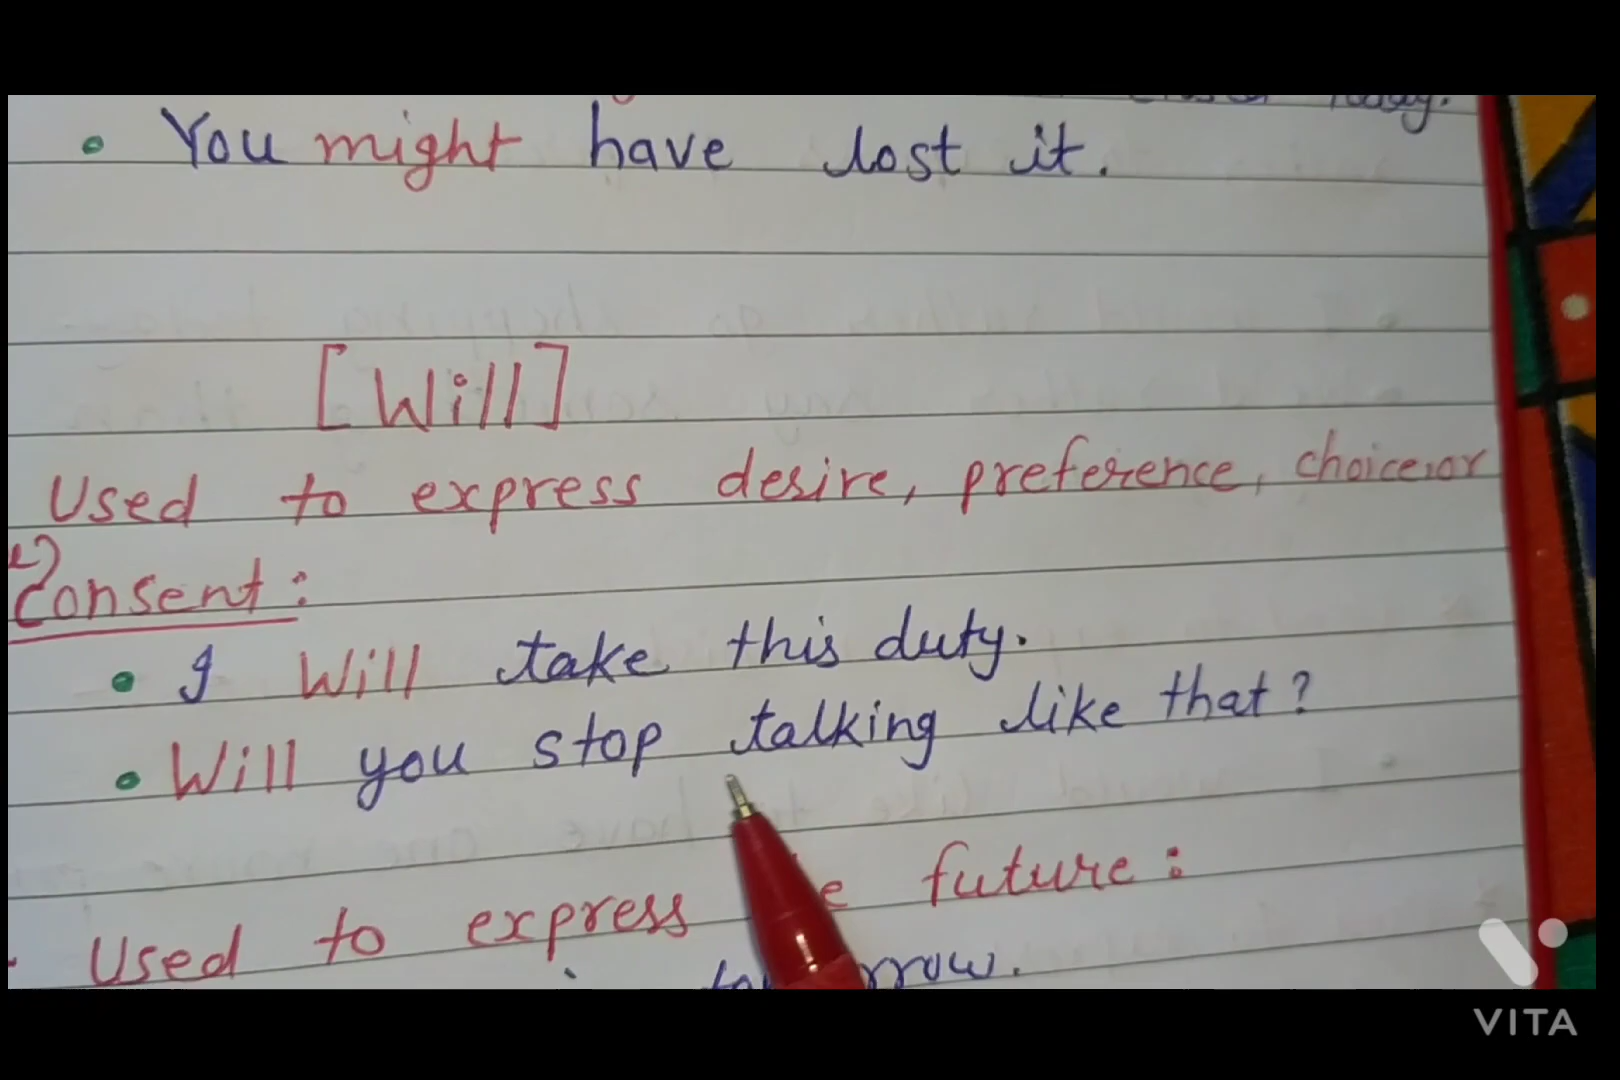 • You might have lost it.
[Will]
Used to express desire, preference, choice, or
Consent:
• I Will take this duty.
• Will you stop talking like that?
Used to express future:
VITA